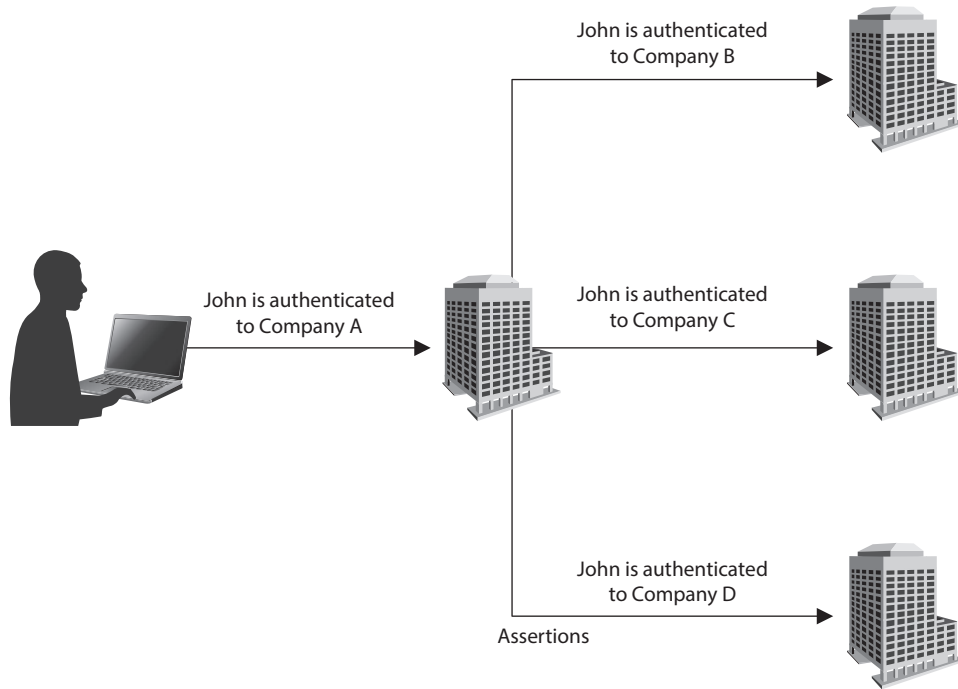 John is authenticated
to Company B
John is authenticated
to Company A
John is authenticated
to Company C
John is authenticated
to Company D
Assertions